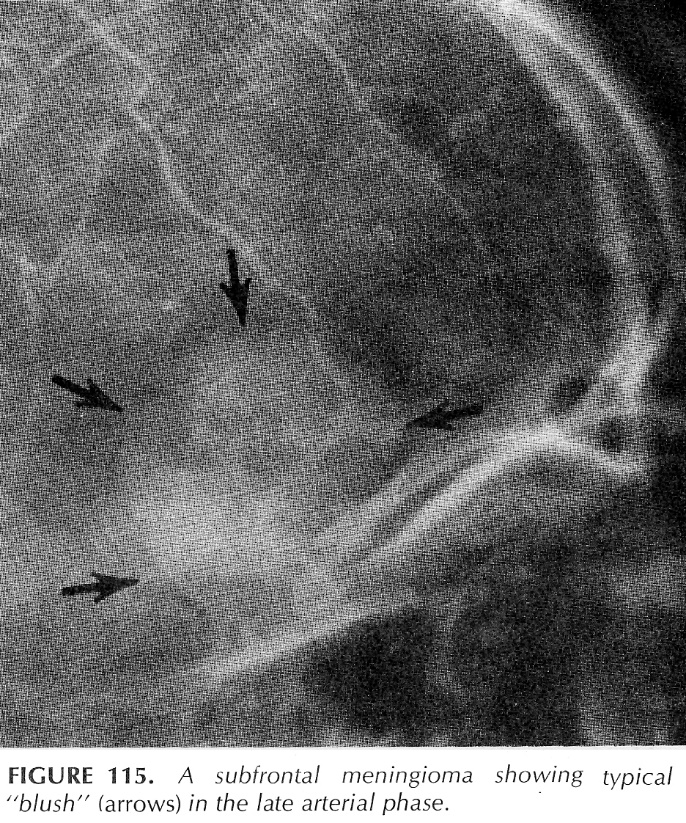 FIGURE 115. A subfrontal meningioma showing typical
“blush” (arrows) in the late arterial phase.